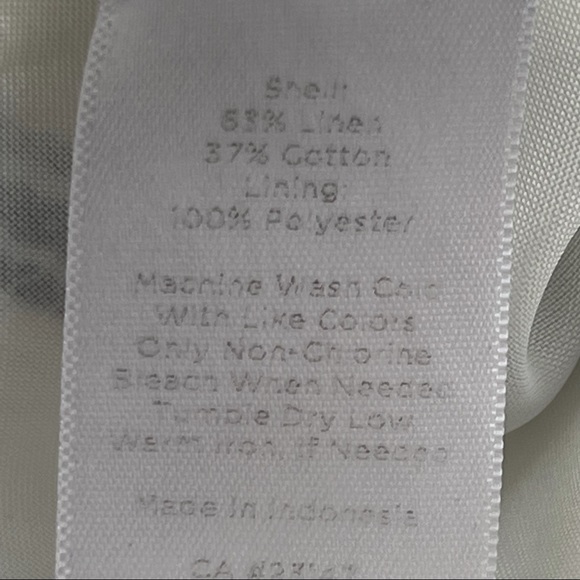 Shell:
63% Linen
37% Cotton
Lining:
100% Polyester
Machine Wash Cold
With Like Colors
Only Non-Chlorine
Bleach When Needed
Tumble Dry Low
Warm Iron, If Needed
Made In Indonesia
CA